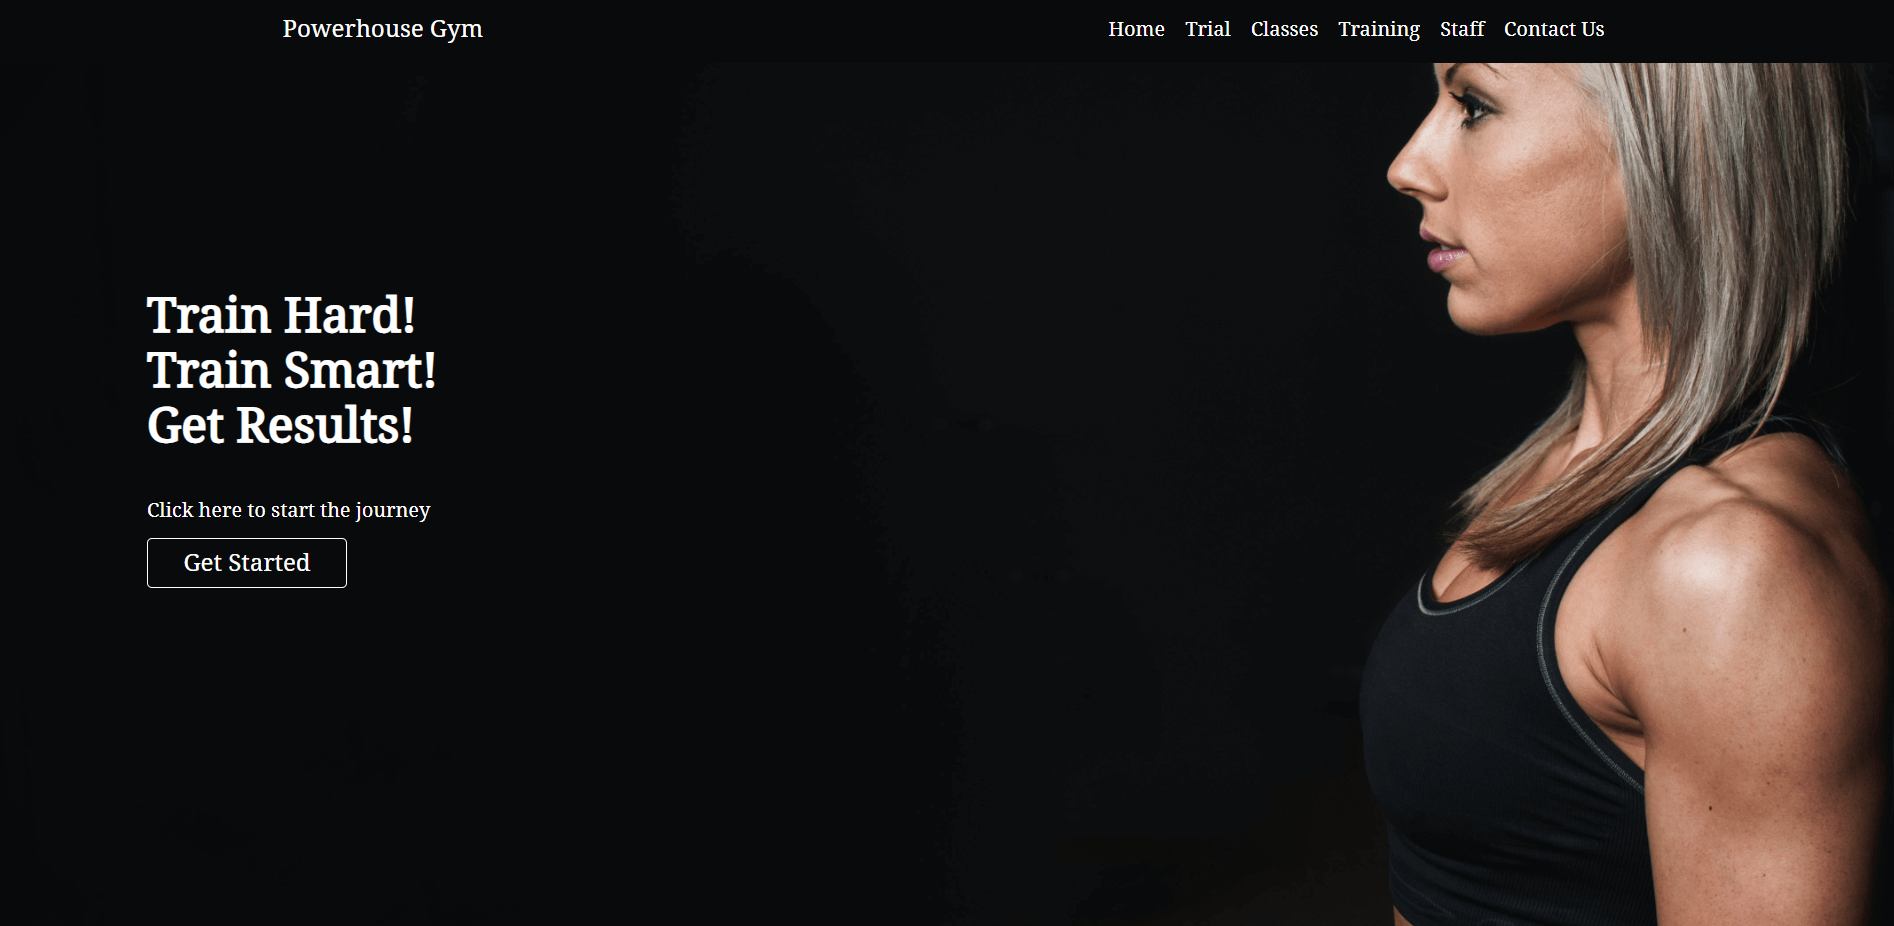 Powerhouse Gym
Home Trial Classes Training Staff Contact Us
Train Hard!
Train Smart!
Get Results!
Click here to start the journey
Get Started